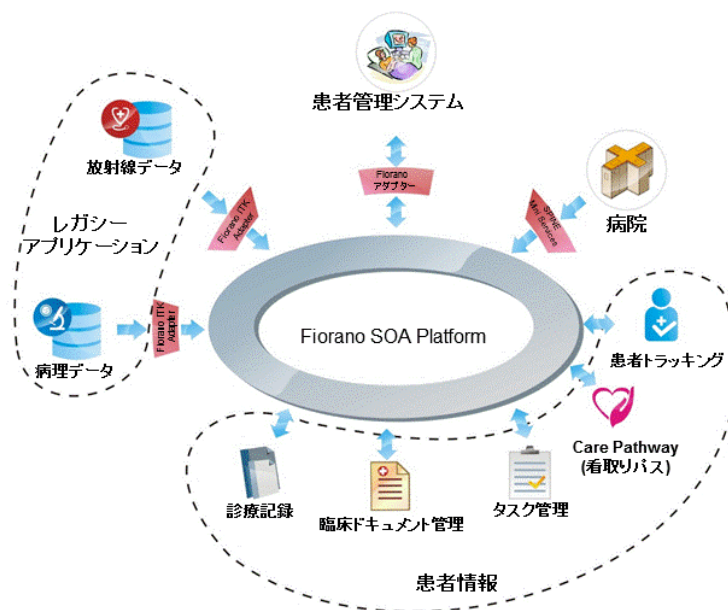 患者管理システム
放射線データ
Fiorano
アダプター
Fiorano ITK
Adapter
SPINE
Mini Services
病院
レガシー
アプリケーション
Fiorano ITK
Adapter
Fiorano SOA Platform
病理データ
患者トラッキング
Care Pathway
(看取りパス)
診療記録
臨床ドキュメント管理
タスク管理
患者情報